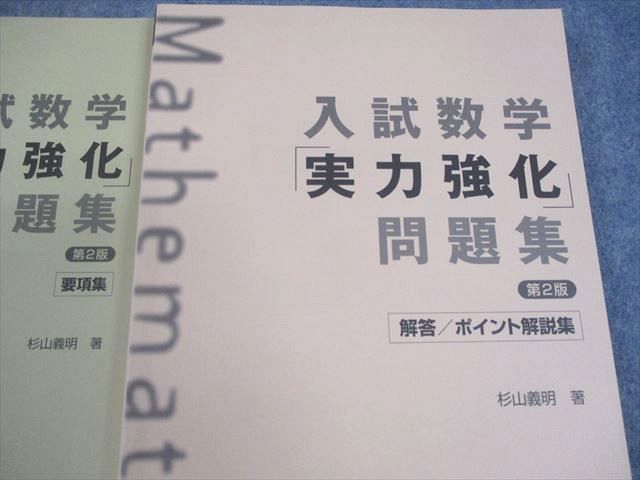 試数学
力強化」
題集
第2版
要項集
杉山義明 著
Mathemat
入試数学
「実力強化」
問題集
第2版
解答／ポイント解説集
杉山義明 著